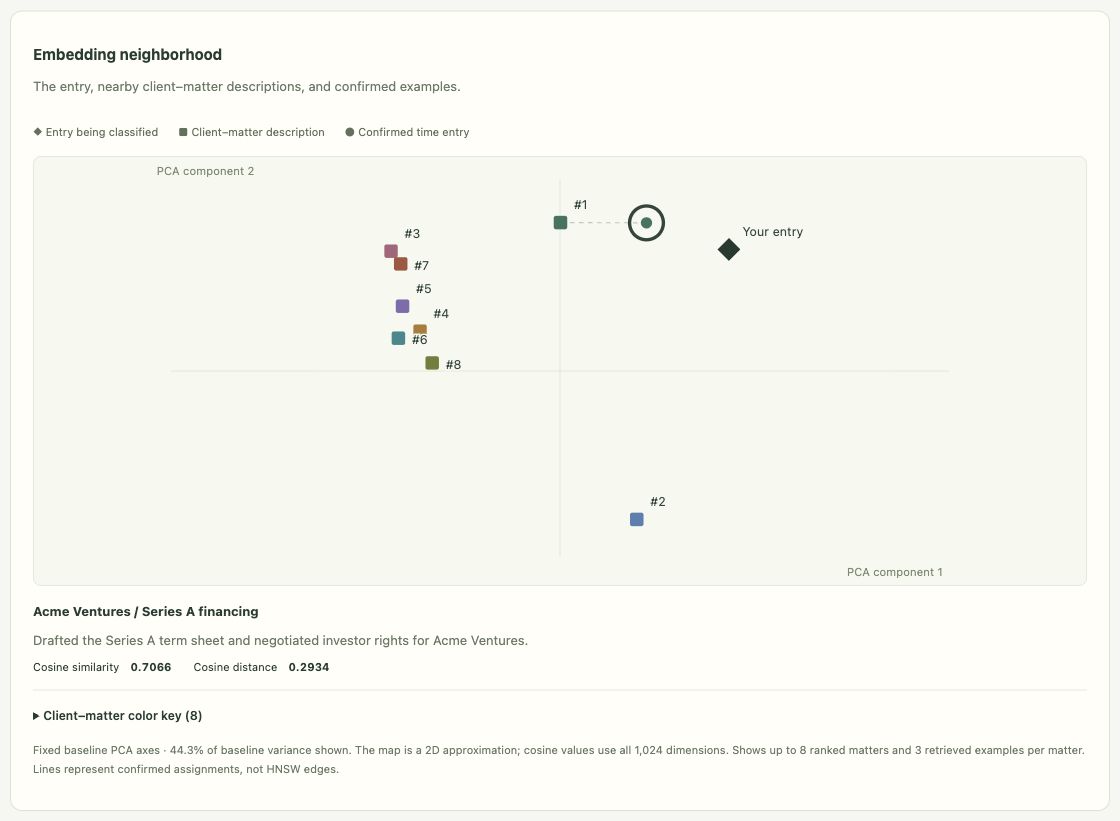 Embedding neighborhood
The entry, nearby client–matter descriptions, and confirmed examples.
Entry being classified
Client–matter description
Confirmed time entry
PCA component 2
#1
Your entry
#3
#7
#5
#4
#6
#8
#2
PCA component 1
Acme Ventures / Series A financing
Drafted the Series A term sheet and negotiated investor rights for Acme Ventures.
Cosine similarity 0.7066 Cosine distance 0.2934
Client–matter color key (8)
Fixed baseline PCA axes · 44.3% of baseline variance shown. The map is a 2D approximation; cosine values use all 1,024 dimensions. Shows up to 8 ranked matters and 3 retrieved examples per matter.
Lines represent confirmed assignments, not HNSW edges.